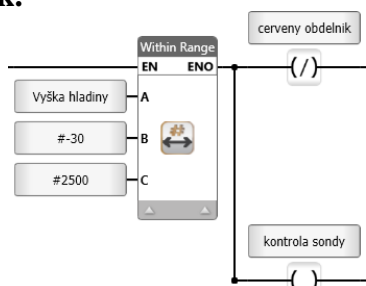 k:
cerveny obdelnik
Within Range
EN ENO
(/)
Vyška hladiny
A
#-30
B
#
#2500
C
kontrola sondy
( )